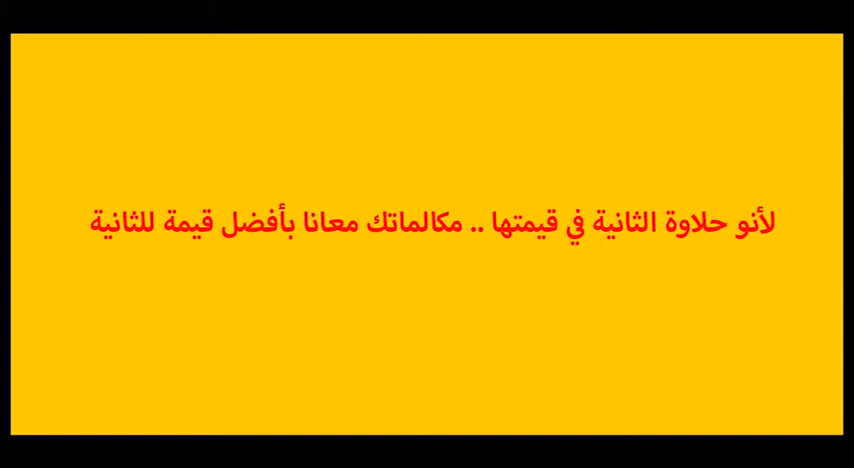 لأنو حلاوة الثانية في قيمتها .. مكالماتك معانا بأفضل قيمة للثانية